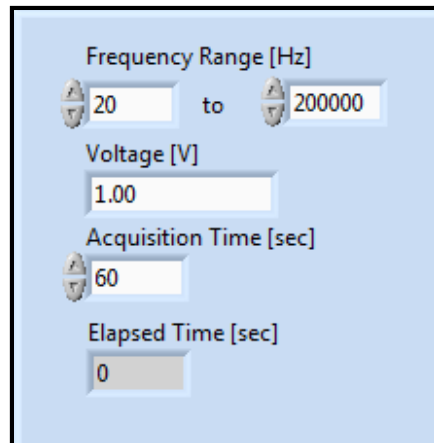 Frequency Range [Hz]
20 to 200000
Voltage [V]
1.00
Acquisition Time [sec]
60
Elapsed Time [sec]
0